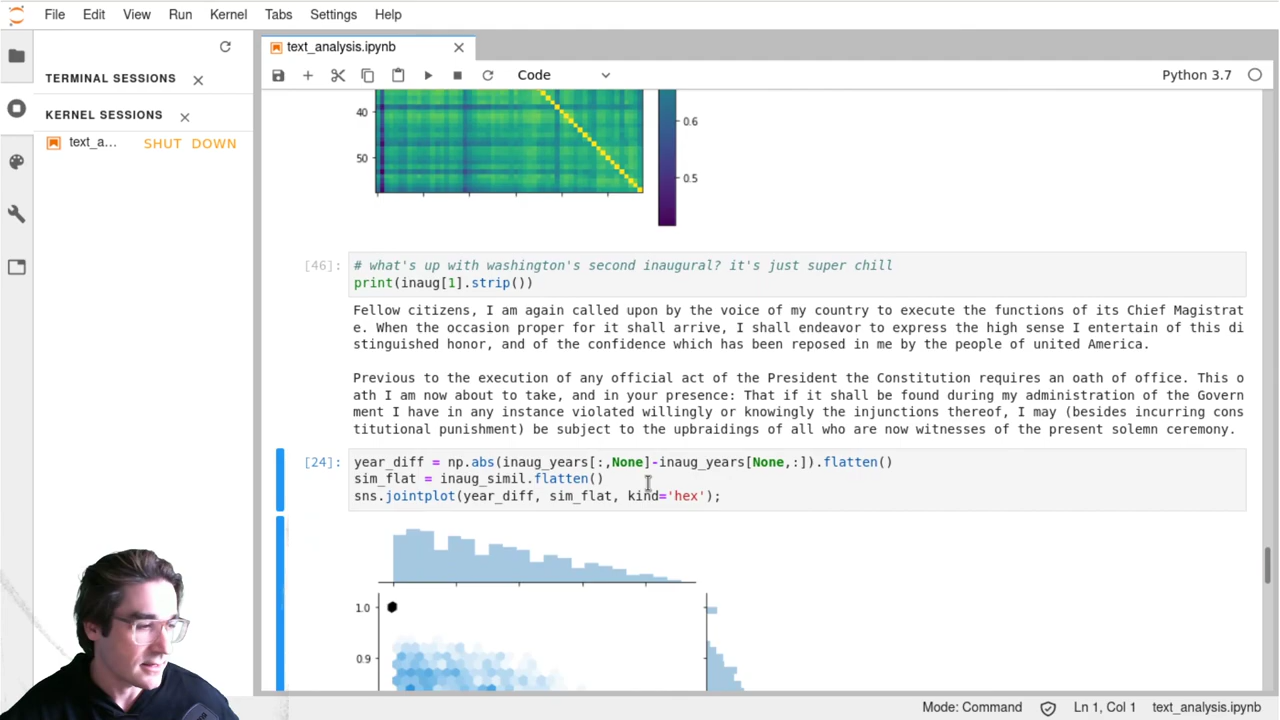 File Edit View Run Kernel Tabs Settings Help
text_analysis.ipynb
TERMINAL SESSIONS
Code
Python 3.7
KERNEL SESSIONS
text_a...
SHUT DOWN
40
50
0.6
0.5
[46]:
# what's up with washington's second inaugural? it's just super chill
print(inaug[1].strip())
Fellow citizens, I am again called upon by the voice of my country to execute the functions of its Chief Magistrat
e. When the occasion proper for it shall arrive, I shall endeavor to express the high sense I entertain of this di
stinguished honor, and of the confidence which has been reposed in me by the people of united America.
Previous to the execution of any official act of the President the Constitution requires an oath of office. This o
ath I am now about to take, and in your presence: That if it shall be found during my administration of the Govern
ment I have in any instance violated willingly or knowingly the injunctions thereof, I may (besides incurring cons
titutional punishment) be subject to the upbraidings of all who are now witnesses of the present solemn ceremony.
[24]:
year_diff = np.abs(inaug_years[:,None]-inaug_years[None,:]).flatten()
sim_flat = inaug_simil.flatten()
sns.jointplot(year_diff, sim_flat, kind='hex');
1.0
0.9
Mode: Command
Ln 1, Col 1
text_analysis.ipynb